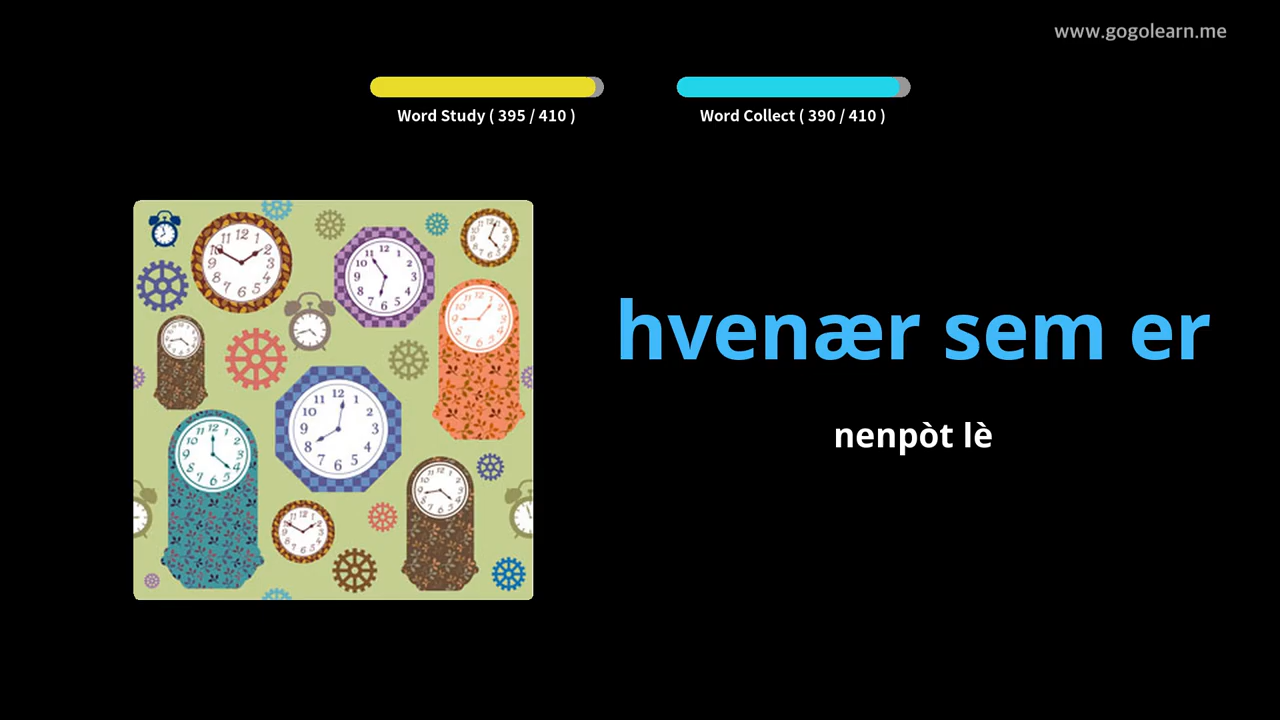 www.gogolearn.me
Word Study ( 395 / 410 )
Word Collect ( 390 / 410 )
hvenær sem er
nenpòt lè